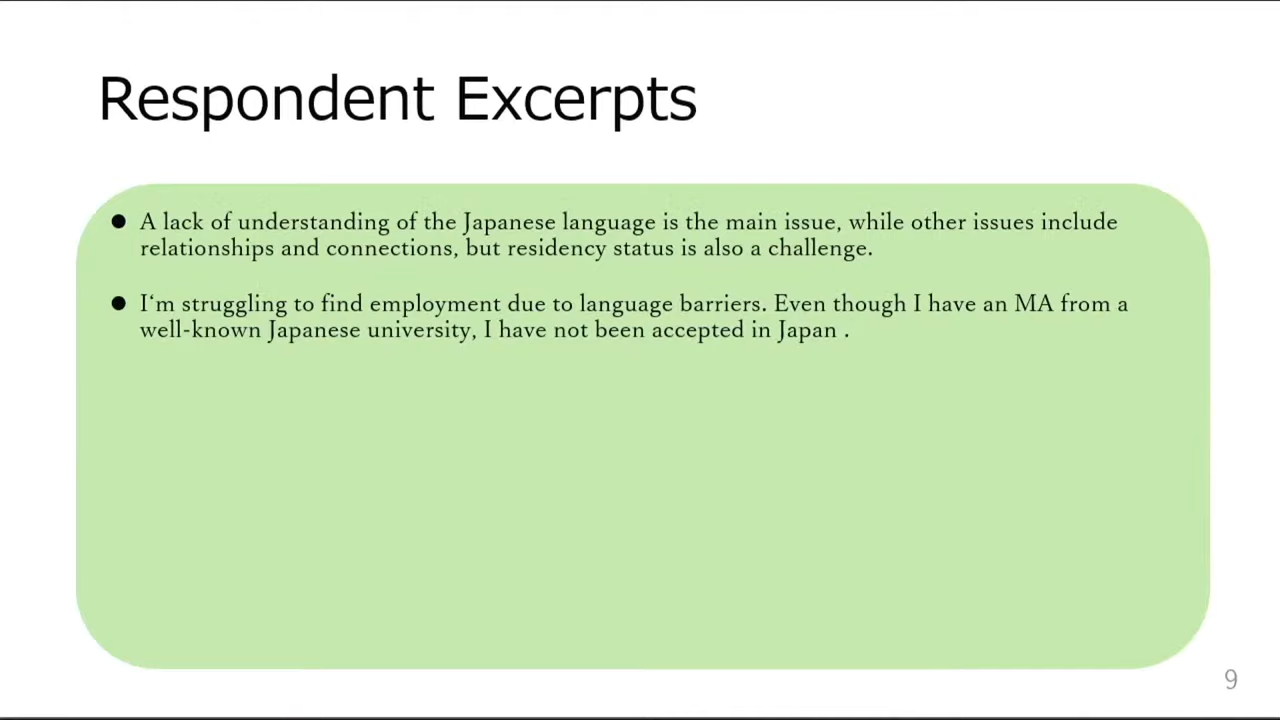 Respondent Excerpts
● A lack of understanding of the Japanese language is the main issue, while other issues include
relationships and connections, but residency status is also a challenge.
● I‘m struggling to find employment due to language barriers. Even though I have an MA from a
well-known Japanese university, I have not been accepted in Japan .
9